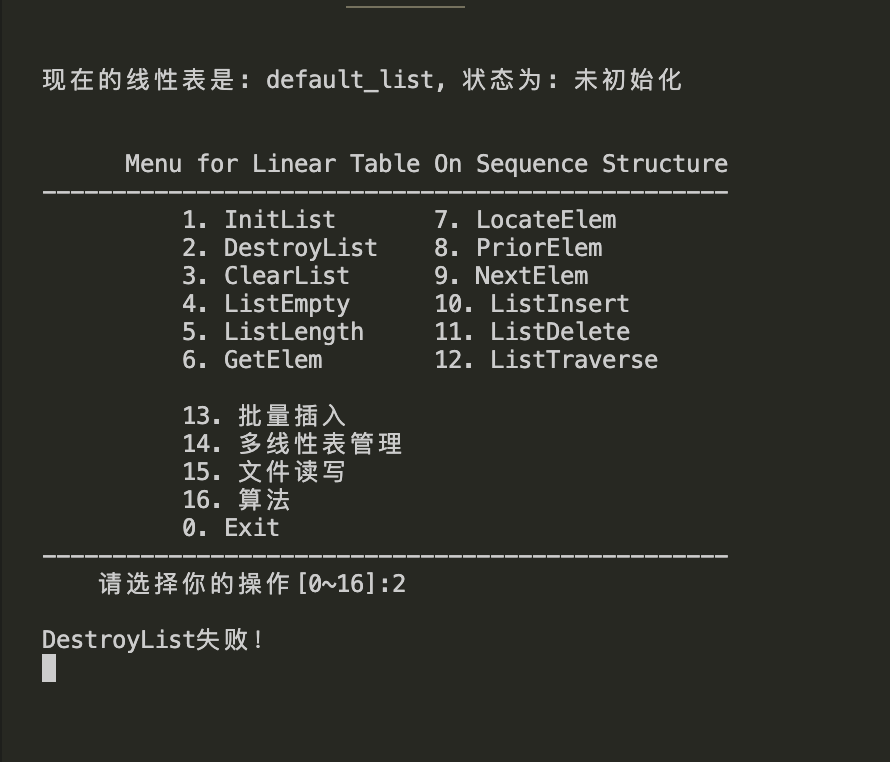 现在的线性表是: default_list, 状态为: 未初始化
Menu for Linear Table On Sequence Structure
-------------------------------------------------
1. InitList 7. LocateElem
2. DestroyList 8. PriorElem
3. ClearList 9. NextElem
4. ListEmpty 10. ListInsert
5. ListLength 11. ListDelete
6. GetElem 12. ListTraverse
13. 批量插入
14. 多线性表管理
15. 文件读写
16. 算法
0. Exit
-------------------------------------------------
请选择你的操作[0~16]:2
DestroyList失败!